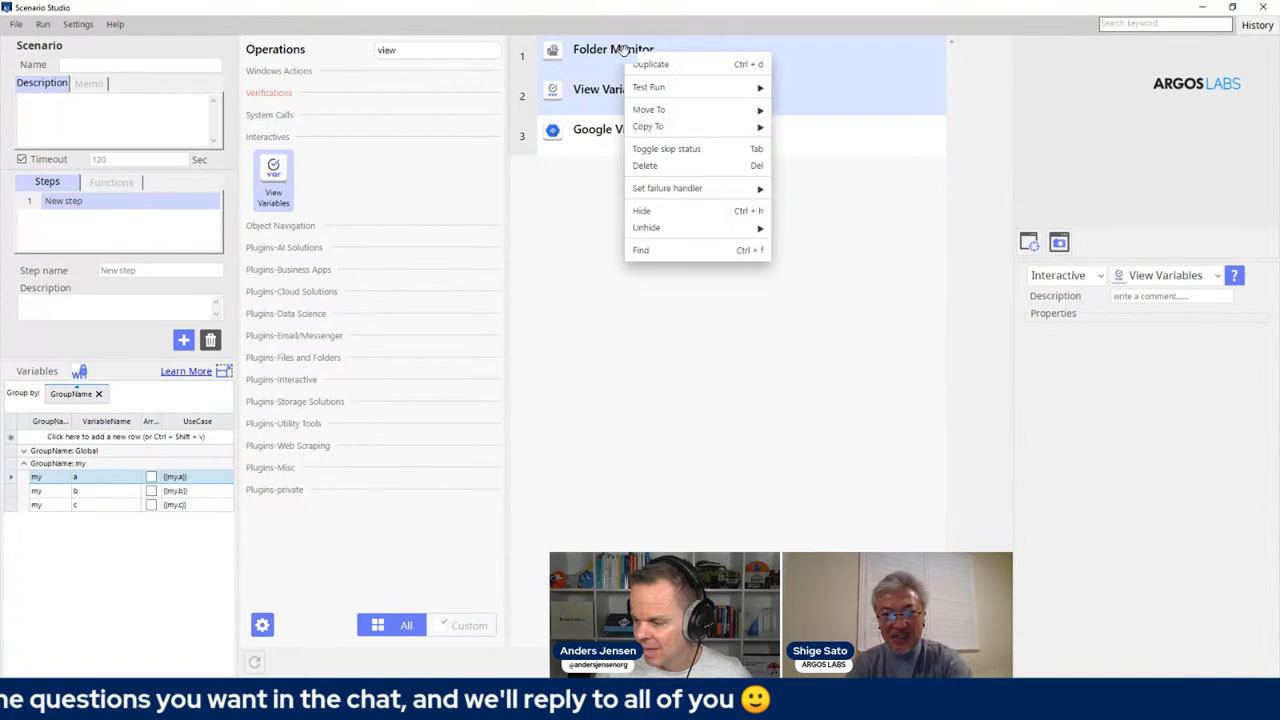 Scenario Studio
File Run Settings Help
Search keyword History
Scenario
Name
Description Memo
Timeout 120 Sec
Steps Functions
1 New step
Step name New step
Description
Variables Learn More
Group by: GroupName
GroupNa... VariableName Arr... UseCase
Click here to add a new row (or Ctrl + Shift + v)
GroupName: Global
GroupName: my
my a {{my.a}}
my b {{my.b}}
my c {{my.c}}
Operations view
Windows Actions
Verifications
System Calls
Interactives
var
View
Variables
Object Navigation
Plugins-AI Solutions
Plugins-Business Apps
Plugins-Cloud Solutions
Plugins-Data Science
Plugins-Email/Messenger
Plugins-Files and Folders
Plugins-Interactive
Plugins-Storage Solutions
Plugins-Utility Tools
Plugins-Web Scraping
Plugins-Misc
Plugins-private
All Custom
1 Folder Monitor
2 View Varia
3 Google Vi
Duplicate Ctrl + d
Test Run
Move To
Copy To
Toggle skip status Tab
Delete Del
Set failure handler
Hide Ctrl + h
Unhide
Find Ctrl + f
ARGOS LABS
Interactive View Variables ?
Description write a comment......
Properties
Anders Jensen
@andersjensenorg
Shige Sato
ARGOS LABS
he questions you want in the chat, and we'll reply to all of you 🙂